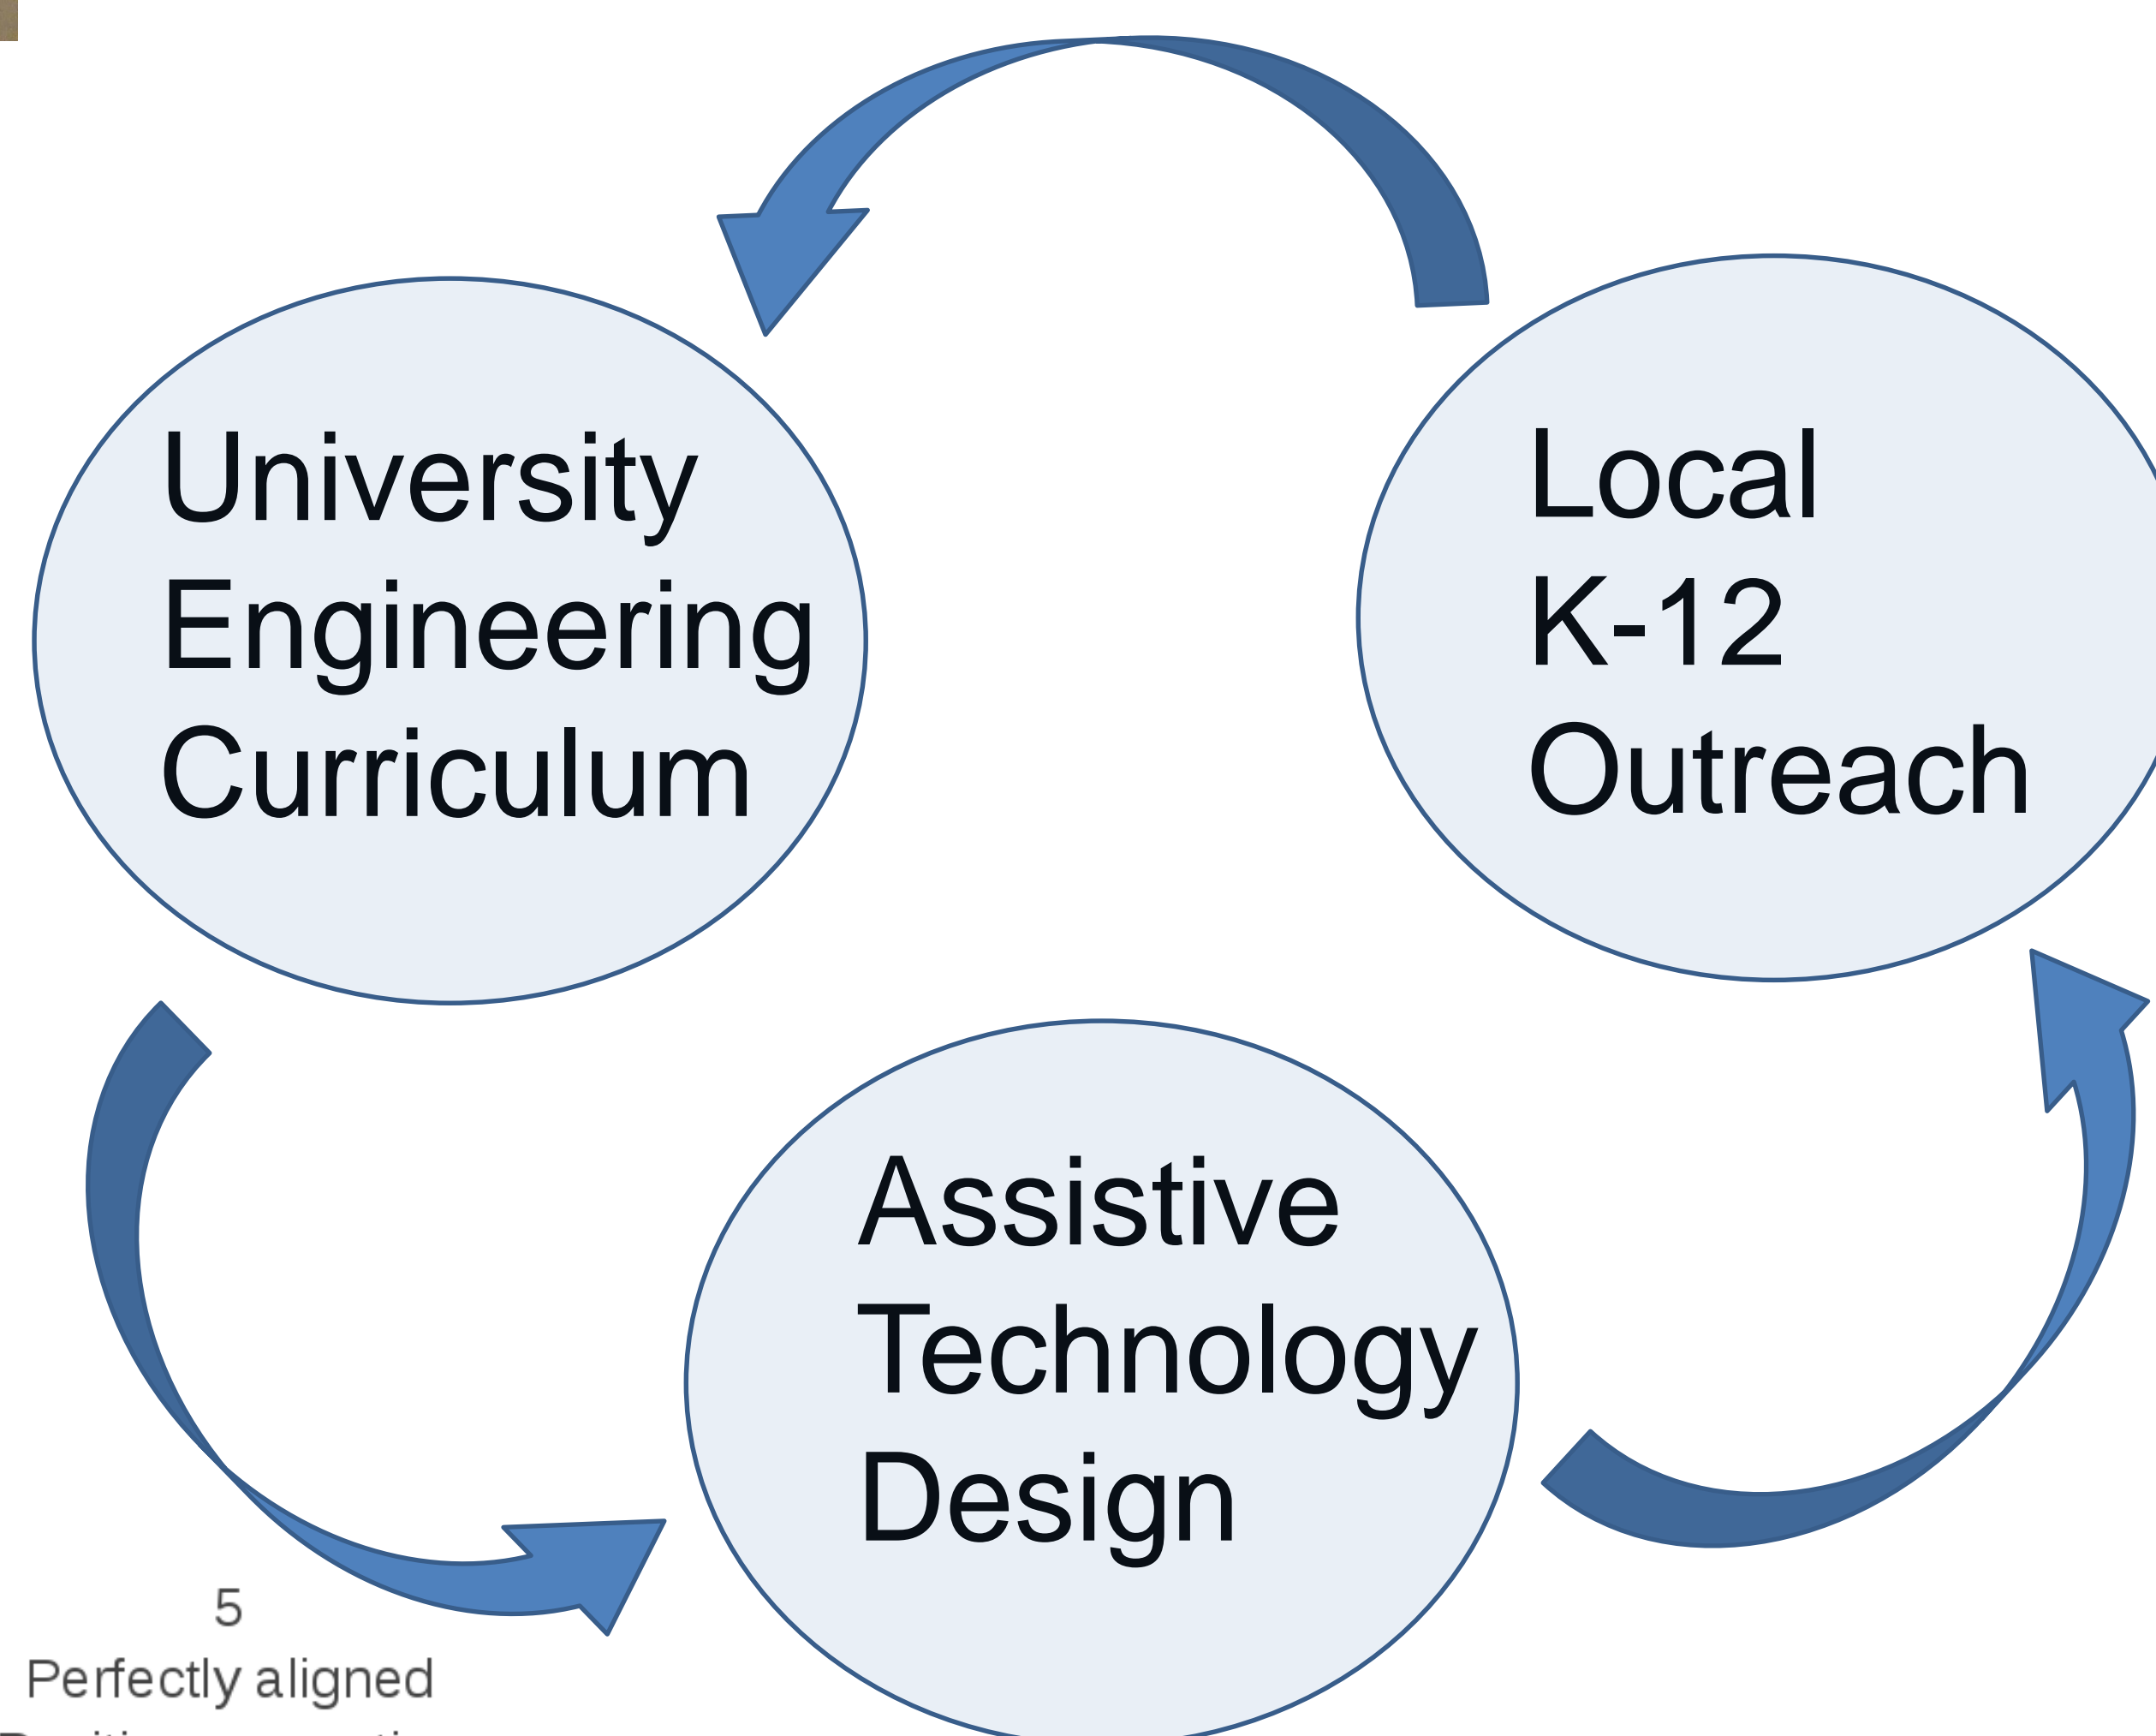 University
Engineering
Curriculum
Local
K-12
Outreach
Assistive
Technology
Design
5
Perfectly aligned